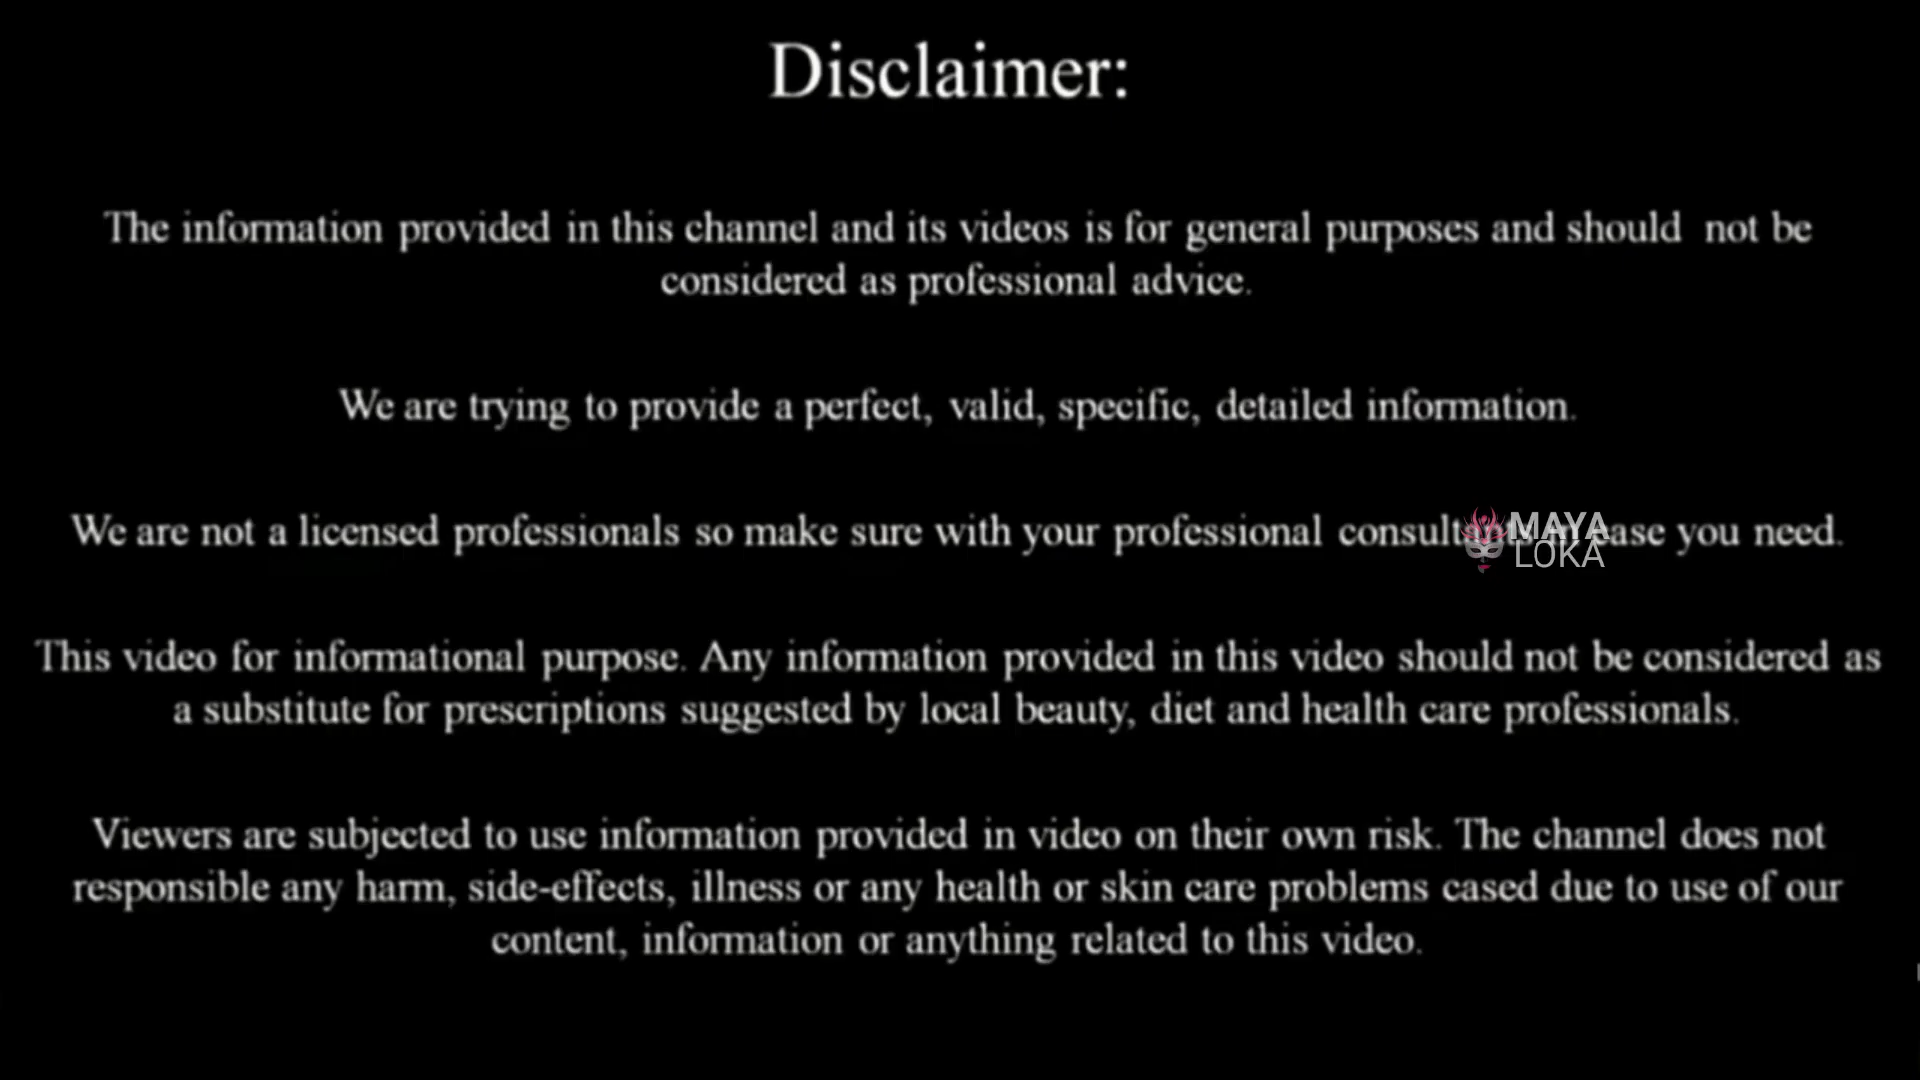 Disclaimer:
The information provided in this channel and its videos is for general purposes and should not be
considered as professional advice.
We are trying to provide a perfect, valid, specific, detailed information.
We are not a licensed professionals so make sure with your professional ase you need.
MAYA
LOKA
This video for informational purpose. Any information provided in this video should not be considered as
a substitute for prescriptions suggested by local beauty, diet and health care professionals.
Viewers are subjected to use information provided in video on their own risk. The channel does not
responsible any harm, side-effects, illness or any health or skin care problems cased due to use of our
content, information or anything related to this video.